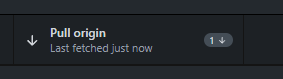 Pull origin
Last fetched just now
1 ↓